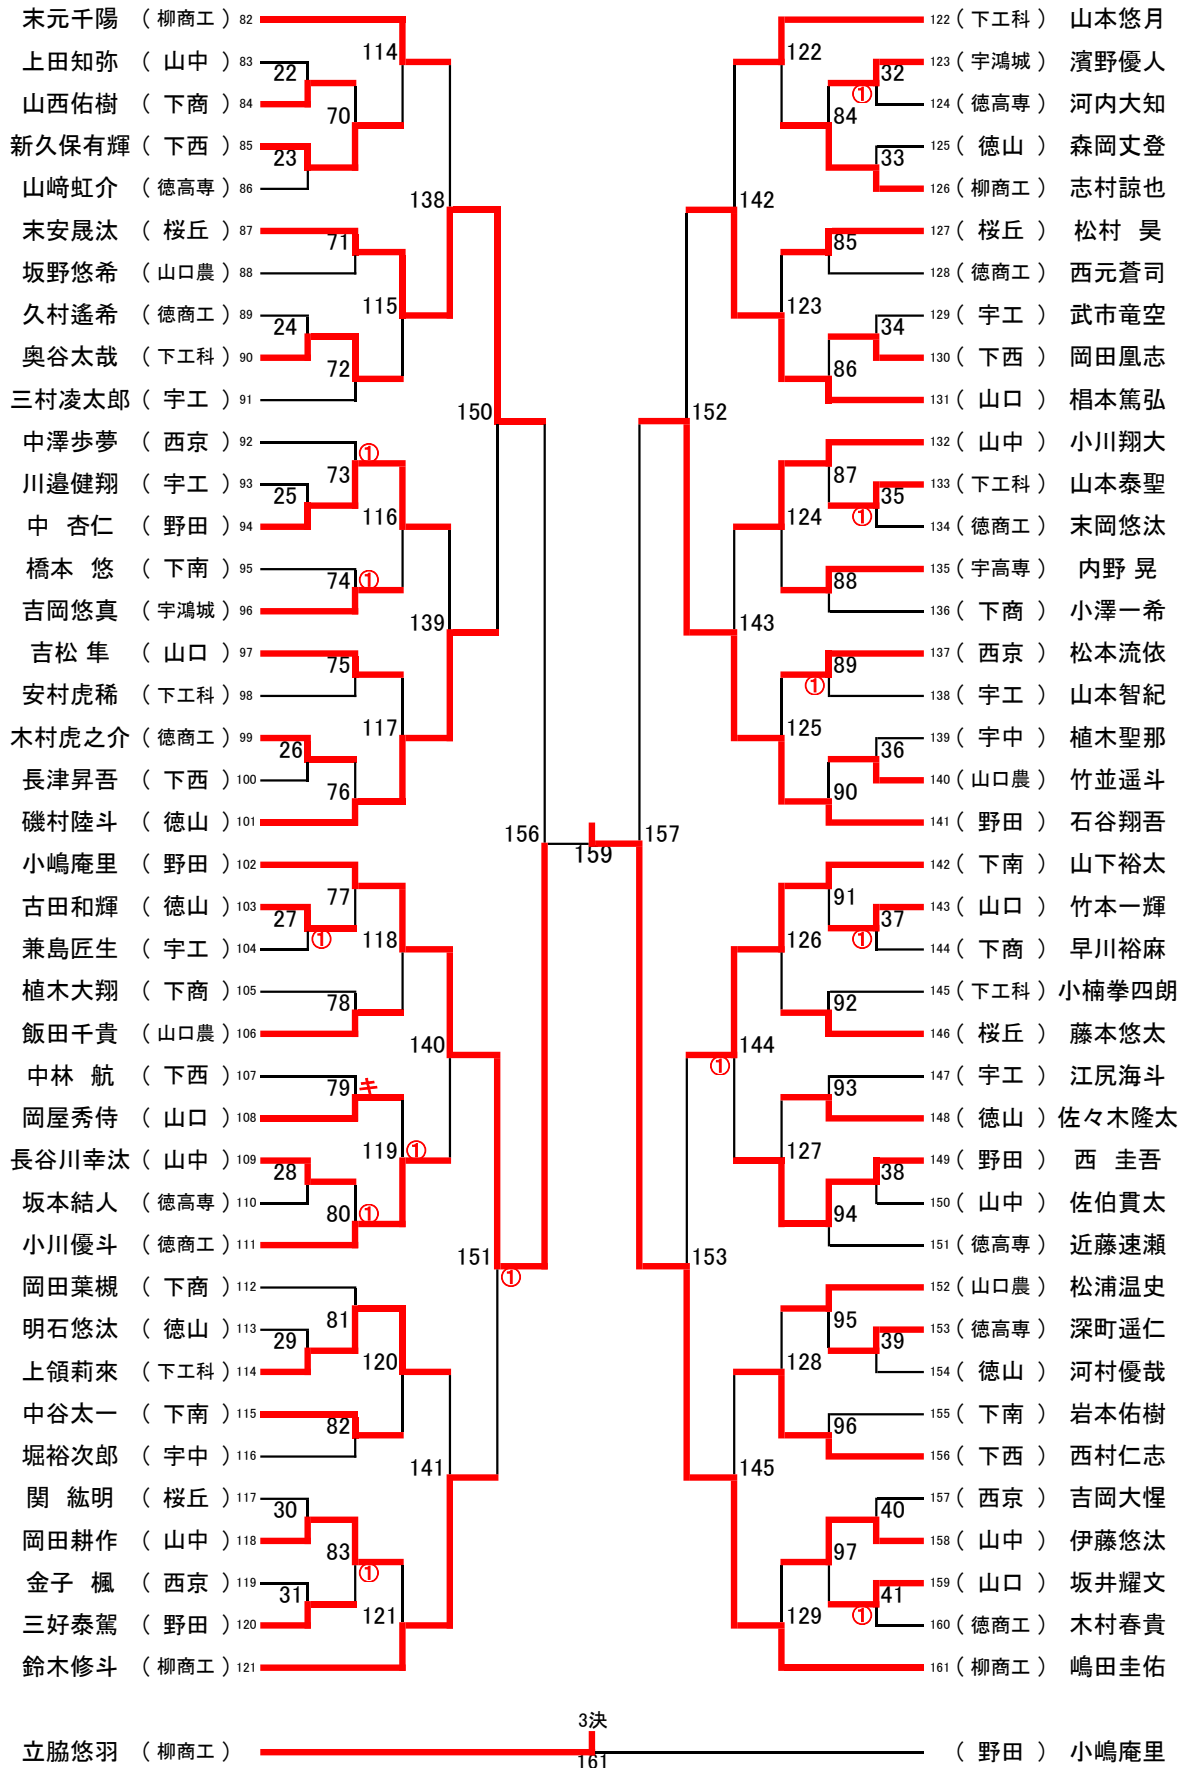 末元千陽 （柳商工） 82
上田知弥 （ 山中 ） 83
山西佑樹 （ 下商 ） 84
新久保有輝 （ 下西 ） 85
山﨑虹介 （徳高専） 86
末安晟汰 （ 桜丘 ） 87
坂野悠希 （山口農） 88
久村遙希 （徳商工） 89
奥谷太哉 （下工科） 90
三村凌太郎 （ 宇工 ） 91
中澤歩夢 （ 西京 ） 92
川邉健翔 （ 宇工 ） 93
中 杏仁 （ 野田 ） 94
橋本 悠 （ 下南 ） 95
吉岡悠真 （宇鴻城） 96
吉松 隼 （ 山口 ） 97
安村虎稀 （下工科） 98
木村虎之介 （徳商工） 99
長津昇吾 （ 下西 ） 100
磯村陸斗 （ 徳山 ） 101
小嶋庵里 （ 野田 ） 102
古田和輝 （ 徳山 ） 103
兼島匠生 （ 宇工 ） 104
植木大翔 （ 下商 ） 105
飯田千貴 （山口農） 106
中林 航 （ 下西 ） 107
岡屋秀侍 （ 山口 ） 108
長谷川幸汰 （ 山中 ） 109
坂本結人 （徳高専） 110
小川優斗 （徳商工） 111
岡田葉槻 （ 下商 ） 112
明石悠汰 （ 徳山 ） 113
上領莉來 （下工科） 114
中谷太一 （ 下南 ） 115
堀裕次郎 （ 宇中 ） 116
関 紘明 （ 桜丘 ） 117
岡田耕作 （ 山中 ） 118
金子 楓 （ 西京 ） 119
三好泰駕 （ 野田 ） 120
鈴木修斗 （柳商工） 121
22
23
24
25
26
27 ①
28
29
30
31
70
71
72
73 ①
74 ①
75
76
77
78
79 キ
80 ①
81
82
83 ①
114
115
116
117
118
119 ①
120
121
138
139
140
141
150
151 ①
156
159
157
152
153
142
143
144 ①
145
122
123
124
125
126
127
128
129
84
85
86
87
88
89 ①
90
91
92
93
94
95
96
97
32 ①
33
34
35 ①
36
37 ①
38
39
40
41 ①
122 （下工科） 山本悠月
123 （宇鴻城） 濱野優人
124 （徳高専） 河内大知
125 （ 徳山 ） 森岡丈登
126 （柳商工） 志村諒也
127 （ 桜丘 ） 松村 昊
128 （徳商工） 西元蒼司
129 （ 宇工 ） 武市竜空
130 （ 下西 ） 岡田凰志
131 （ 山口 ） 椙本篤弘
132 （ 山中 ） 小川翔大
133 （下工科） 山本泰聖
134 （徳商工） 末岡悠汰
135 （宇高専） 内野 晃
136 （ 下商 ） 小澤一希
137 （ 西京 ） 松本流依
138 （ 宇工 ） 山本智紀
139 （ 宇中 ） 植木聖那
140 （山口農） 竹並遥斗
141 （ 野田 ） 石谷翔吾
142 （ 下南 ） 山下裕太
143 （ 山口 ） 竹本一輝
144 （ 下商 ） 早川裕麻
145 （下工科） 小楠拳四朗
146 （ 桜丘 ） 藤本悠太
147 （ 宇工 ） 江尻海斗
148 （ 徳山 ） 佐々木隆太
149 （ 野田 ） 西 圭吾
150 （ 山中 ） 佐伯貫太
151 （徳高専） 近藤速瀬
152 （山口農） 松浦温史
153 （徳高専） 深町遥仁
154 （ 徳山 ） 河村優哉
155 （ 下南 ） 岩本佑樹
156 （ 下西 ） 西村仁志
157 （ 西京 ） 吉岡大惺
158 （ 山中 ） 伊藤悠汰
159 （ 山口 ） 坂井耀文
160 （徳商工） 木村春貴
161 （柳商工） 嶋田圭佑
3決
立脇悠羽 （柳商工） 161 （ 野田 ） 小嶋庵里